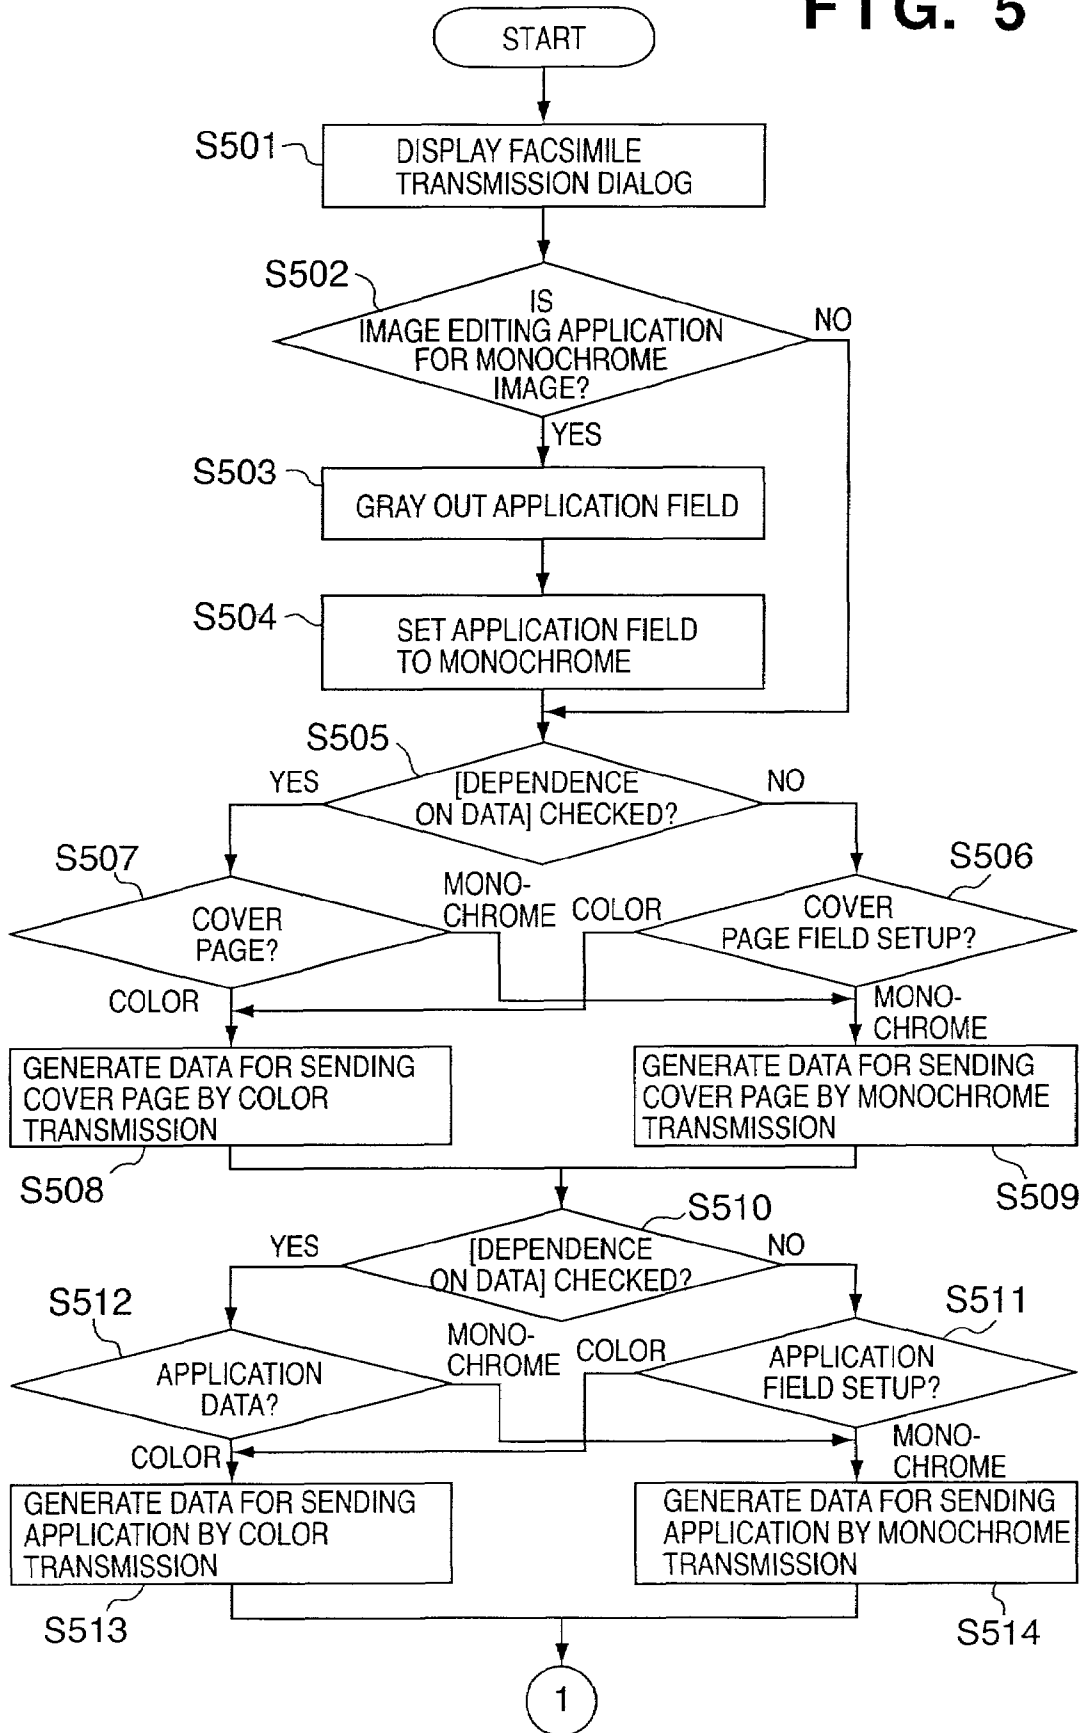 FIG. 5
START
S501
DISPLAY FACSIMILE
TRANSMISSION DIALOG
S502
IS
IMAGE EDITING APPLICATION
FOR MONOCHROME
IMAGE?
NO
YES
S503
GRAY OUT APPLICATION FIELD
S504
SET APPLICATION FIELD
TO MONOCHROME
S505
[DEPENDENCE
ON DATA] CHECKED?
YES
NO
S507
COVER
PAGE?
MONO-
CHROME
COLOR
S506
COVER
PAGE FIELD SETUP?
COLOR
MONO-
CHROME
GENERATE DATA FOR SENDING
COVER PAGE BY COLOR
TRANSMISSION
S508
GENERATE DATA FOR SENDING
COVER PAGE BY MONOCHROME
TRANSMISSION
S509
S510
[DEPENDENCE
ON DATA] CHECKED?
YES
NO
S512
APPLICATION
DATA?
MONO-
CHROME
COLOR
S511
APPLICATION
FIELD SETUP?
COLOR
MONO-
CHROME
GENERATE DATA FOR SENDING
APPLICATION BY COLOR
TRANSMISSION
S513
GENERATE DATA FOR SENDING
APPLICATION BY MONOCHROME
TRANSMISSION
S514
1